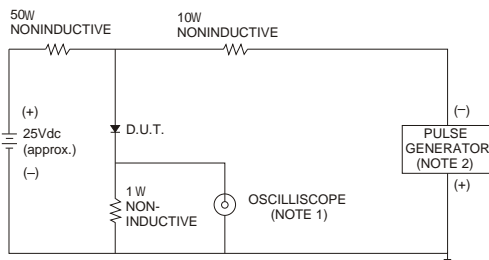 50W
NONINDUCTIVE
10W
NONINDUCTIVE
(+)
25Vdc
(approx.)
(–)
D.U.T.
1 W
NON-
INDUCTIVE
OSCILLISCOPE
(NOTE 1)
(–)
PULSE
GENERATOR
(NOTE 2)
(+)